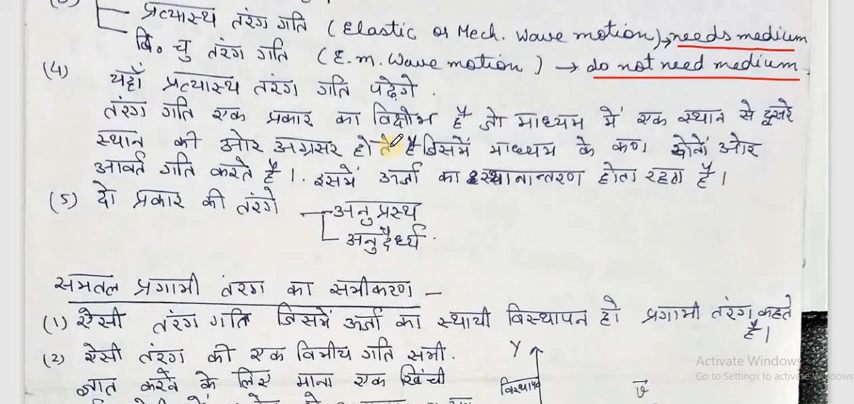 प्रत्यास्थ तरंग गति (Elastic or Mech. wave motion) → needs medium
वि. चु तरंग गति (E.m. Wave motion) → do not need medium
(4) यहाँ प्रत्यास्थ तरंग गति पढ़ेगे.
तरंग गति एक प्रकार का विक्षोभ है जो माध्यम में एक स्थान से दूसरे
स्थान की ओर अग्रसर होते है जिसमें माध्यम के कण दोनों ओर
आवर्त गति करते है। इसमें ऊर्जा का स्थानान्तरण होता रहता है।
(5) दो प्रकार की तरंगे
अनुप्रस्थ
अनुदैर्ध्य.
समतल प्रगामी तरंग का समीकरण -
(1) ऐसी तरंग गति जिसमें ऊर्जा का स्थायी विस्थापन हो प्रगामी तरंग कहते
है।
(2) ऐसी तरंग की एक विमीय गति समी.
Y
ज्ञात करने के लिए माना एक खिंची
विस्थापन
v
Activate Windows
Go to Settings to activate Windows